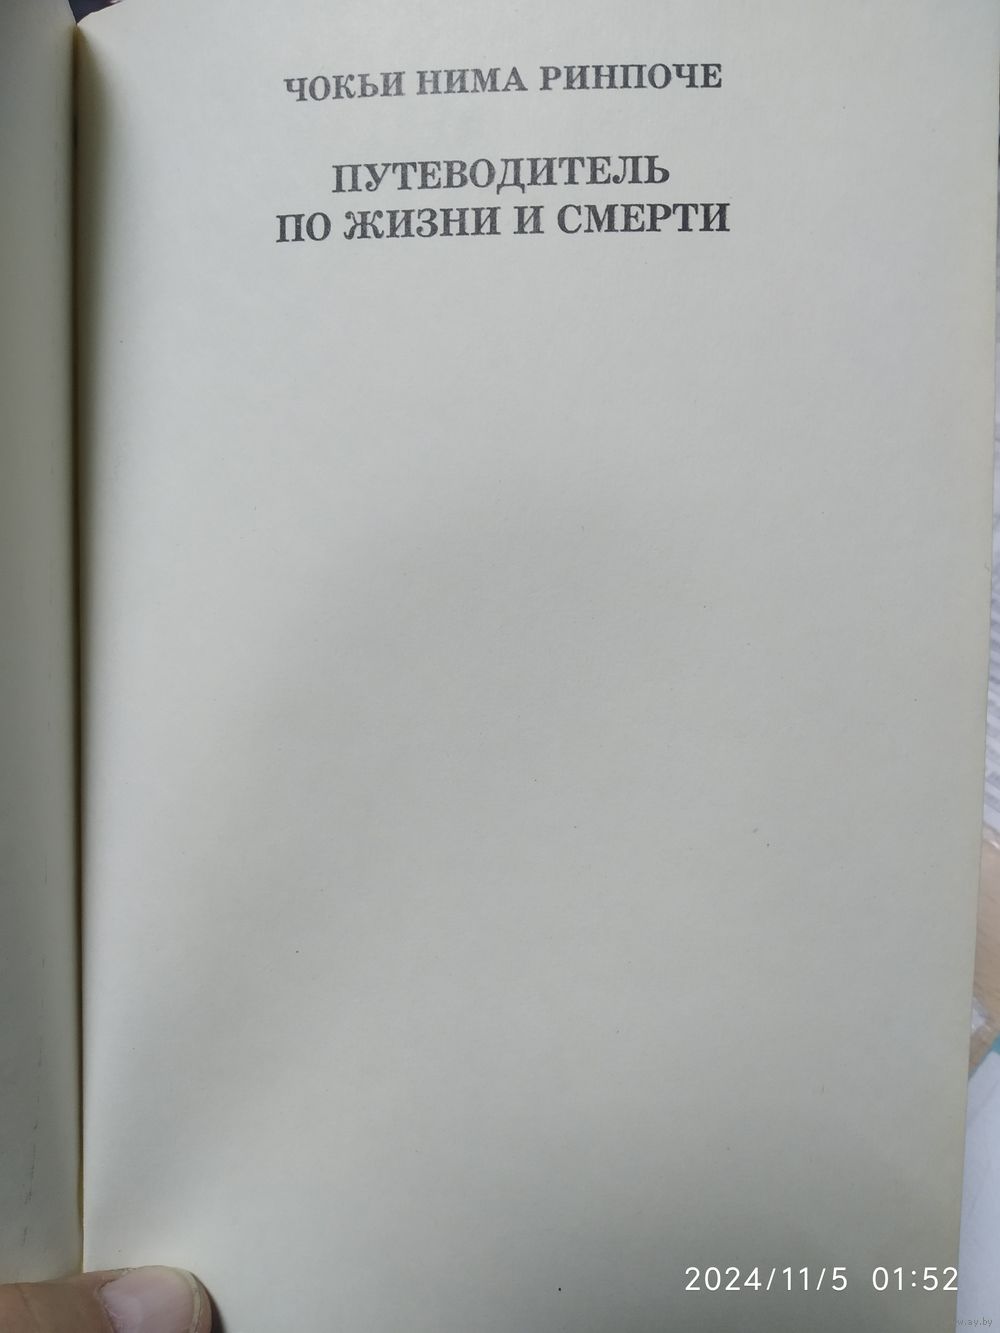 ЧОКЬИ НИМА РИНПОЧЕ
ПУТЕВОДИТЕЛЬ
ПО ЖИЗНИ И СМЕРТИ
2024/11/5 01:52